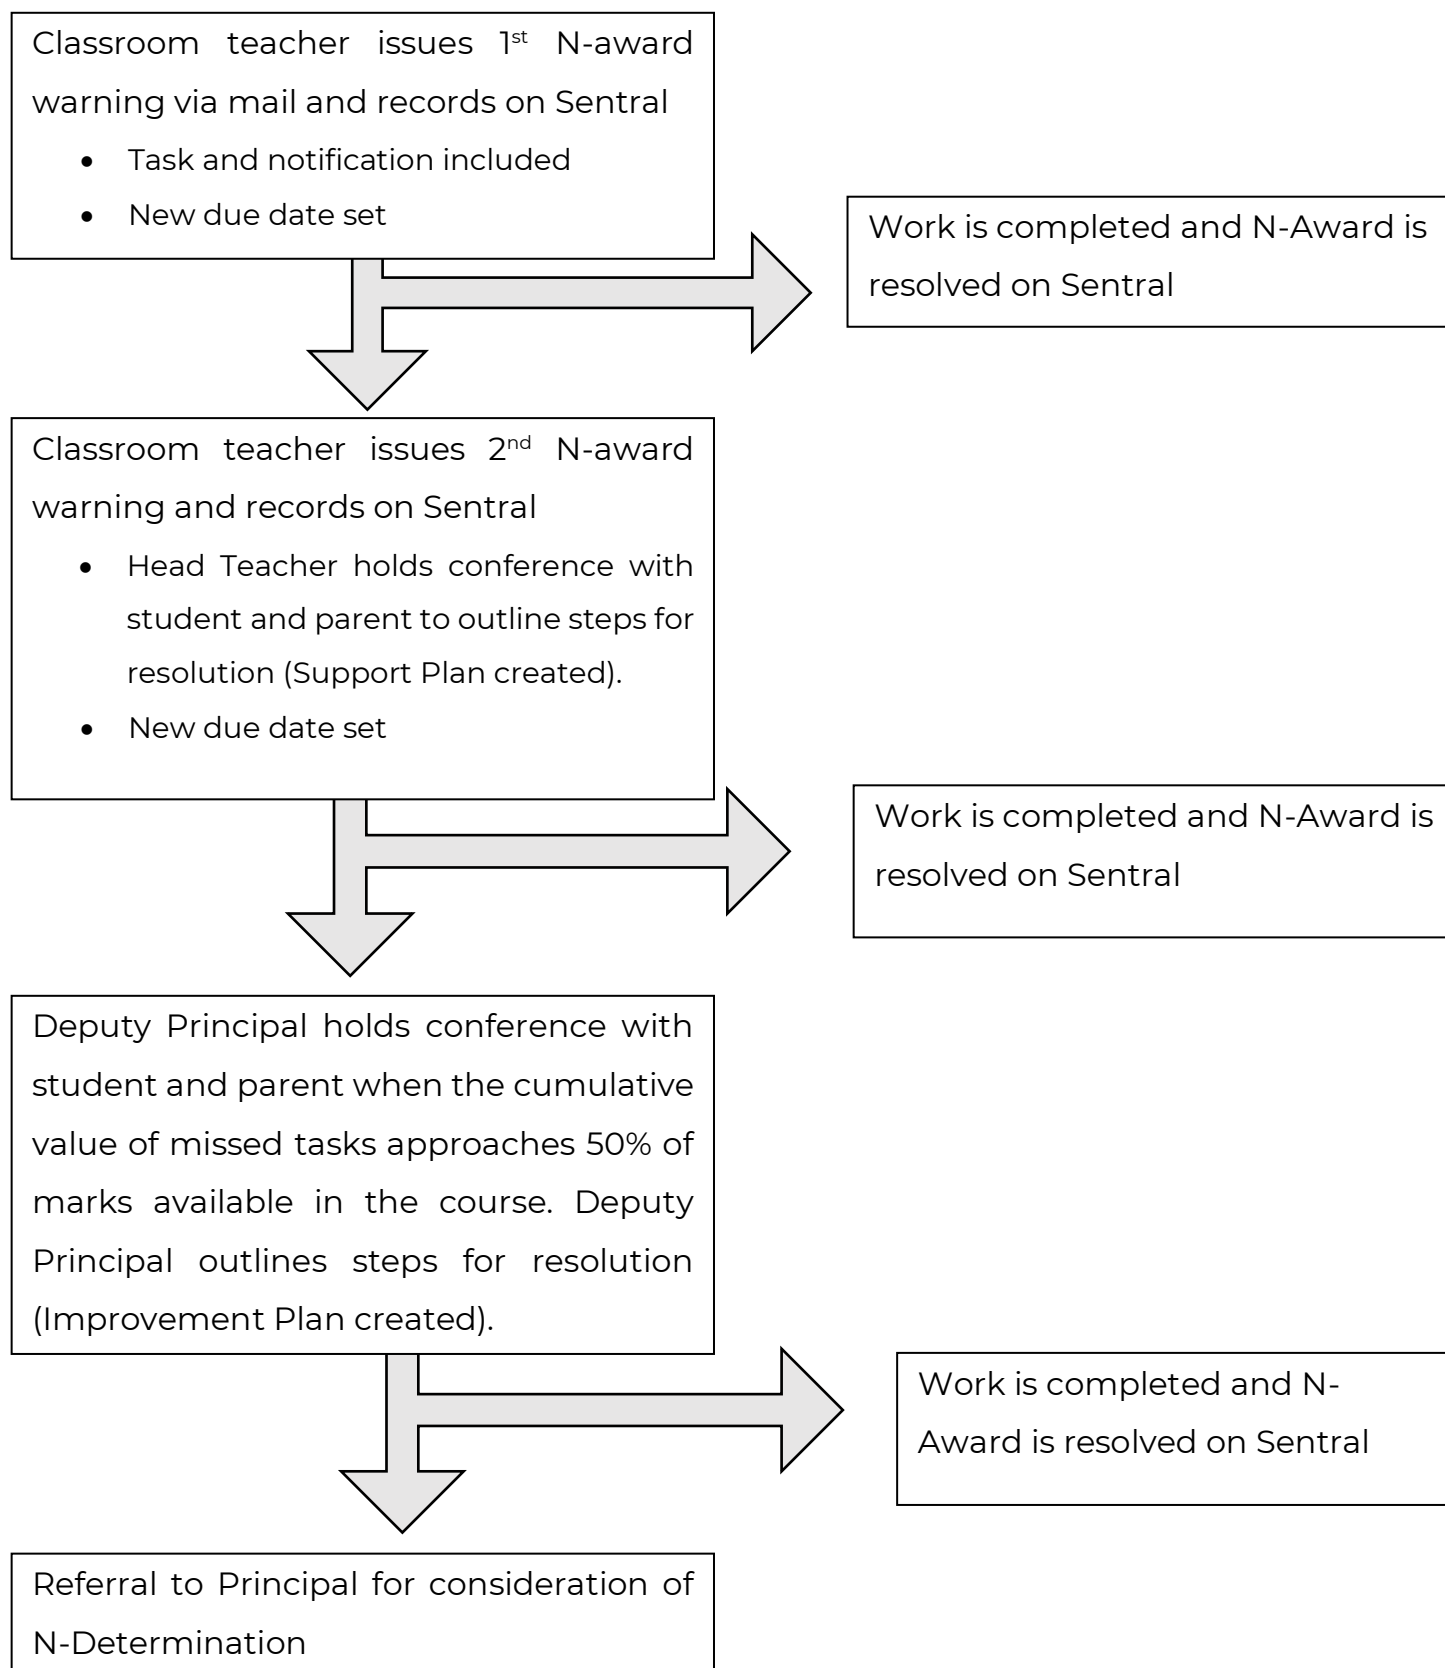 Classroom teacher issues 1st N-award
warning via mail and records on Sentral
• Task and notification included
• New due date set
Work is completed and N-Award is
resolved on Sentral
Classroom teacher issues 2nd N-award
warning and records on Sentral
• Head Teacher holds conference with
student and parent to outline steps for
resolution (Support Plan created).
• New due date set
Work is completed and N-Award is
resolved on Sentral
Deputy Principal holds conference with
student and parent when the cumulative
value of missed tasks approaches 50% of
marks available in the course. Deputy
Principal outlines steps for resolution
(Improvement Plan created).
Work is completed and N-
Award is resolved on Sentral
Referral to Principal for consideration of
N-Determination